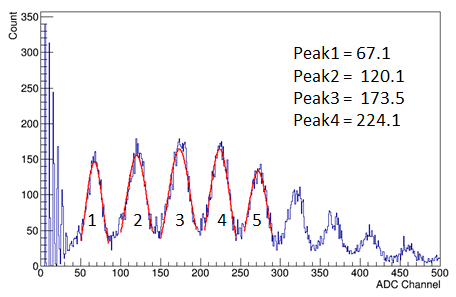 Count
350
300
250
200
150
100
50
0
Peak1 = 67.1
Peak2 = 120.1
Peak3 = 173.5
Peak4 = 224.1
1 2 3 4 5
0 50 100 150 200 250 300 350 400 450 500
ADC Channel